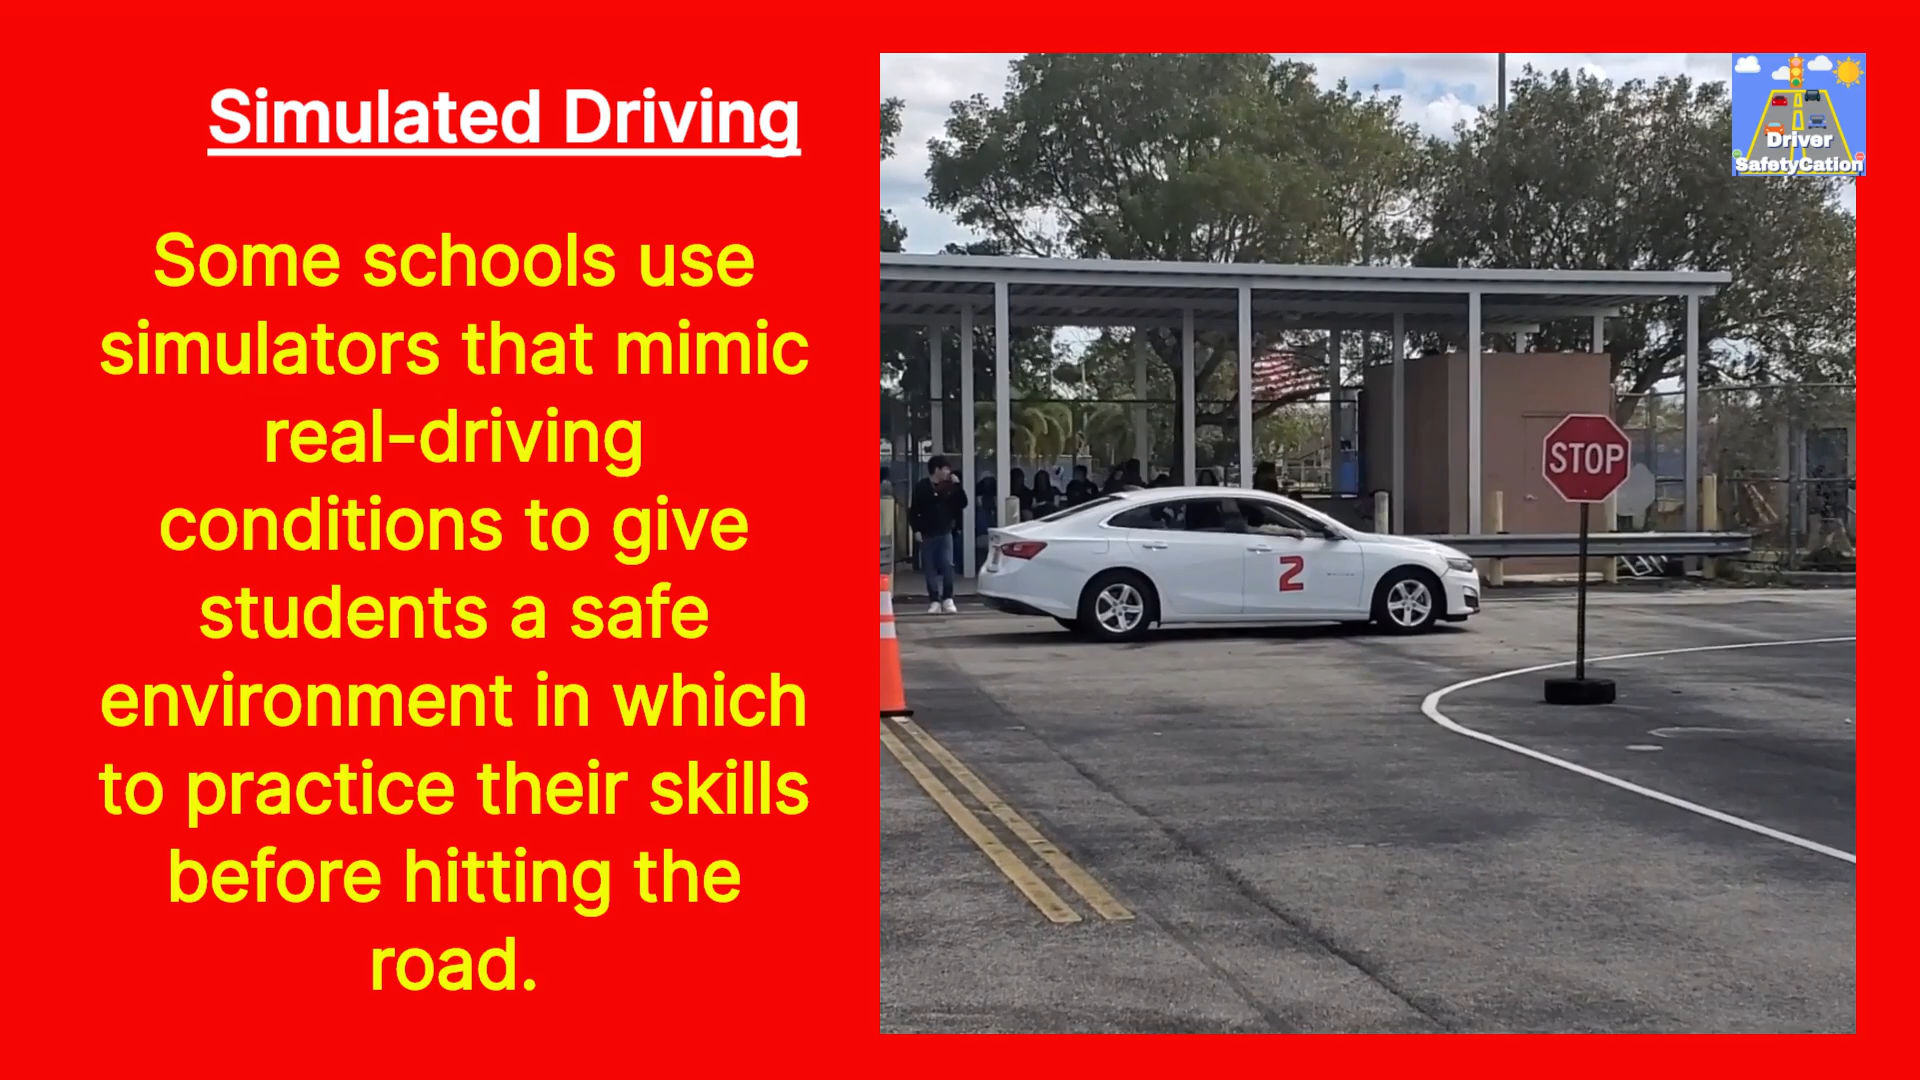 Simulated Driving
Some schools use
simulators that mimic
real-driving
conditions to give
students a safe
environment in which
to practice their skills
before hitting the
road.
Driver
SafetyCation
STOP
2